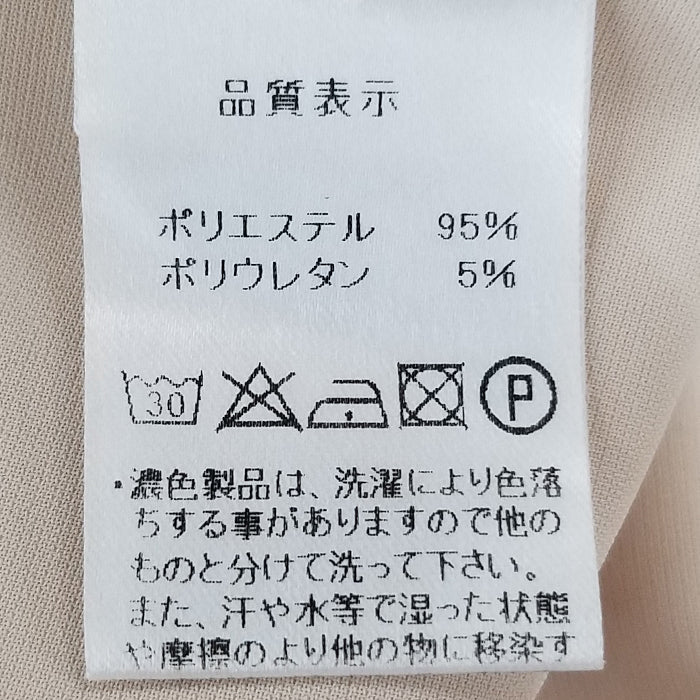 品質表示
ポリエステル 95%
ポリウレタン 5%
30 P
・濃色製品は、洗濯により色落
ちする事がありますので他の
ものと分けて洗って下さい。
また、汗や水等で湿った状態
や摩擦のより他の物に移染す